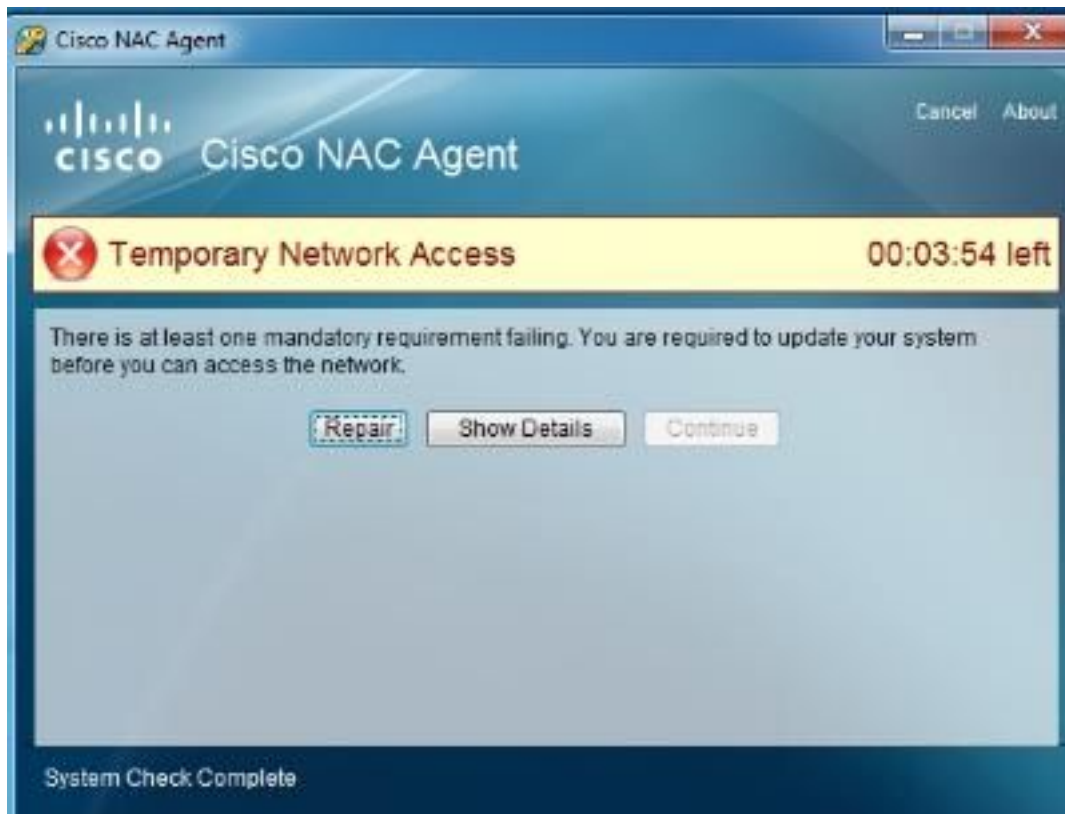 Cisco NAC Agent
Cancel About
CISCO Cisco NAC Agent
Temporary Network Access 00:03:54 left
There is at least one mandatory requirement failing. You are required to update your system
before you can access the network.
Repair Show Details Continue
System Check Complete